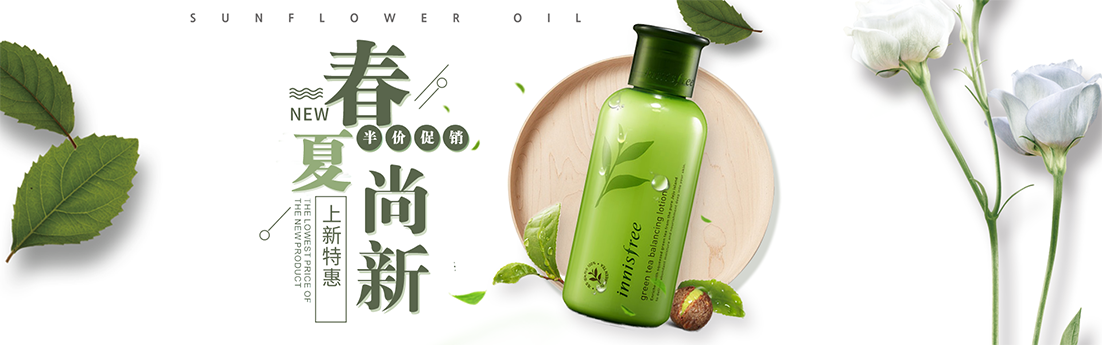 SUNFLOWER OIL
NEW
春夏
尚新
半价促销
上新特惠
THE LOWEST PRICE OF
THE NEW PRODUCT
innisfree
innisfree
green tea balancing lotion